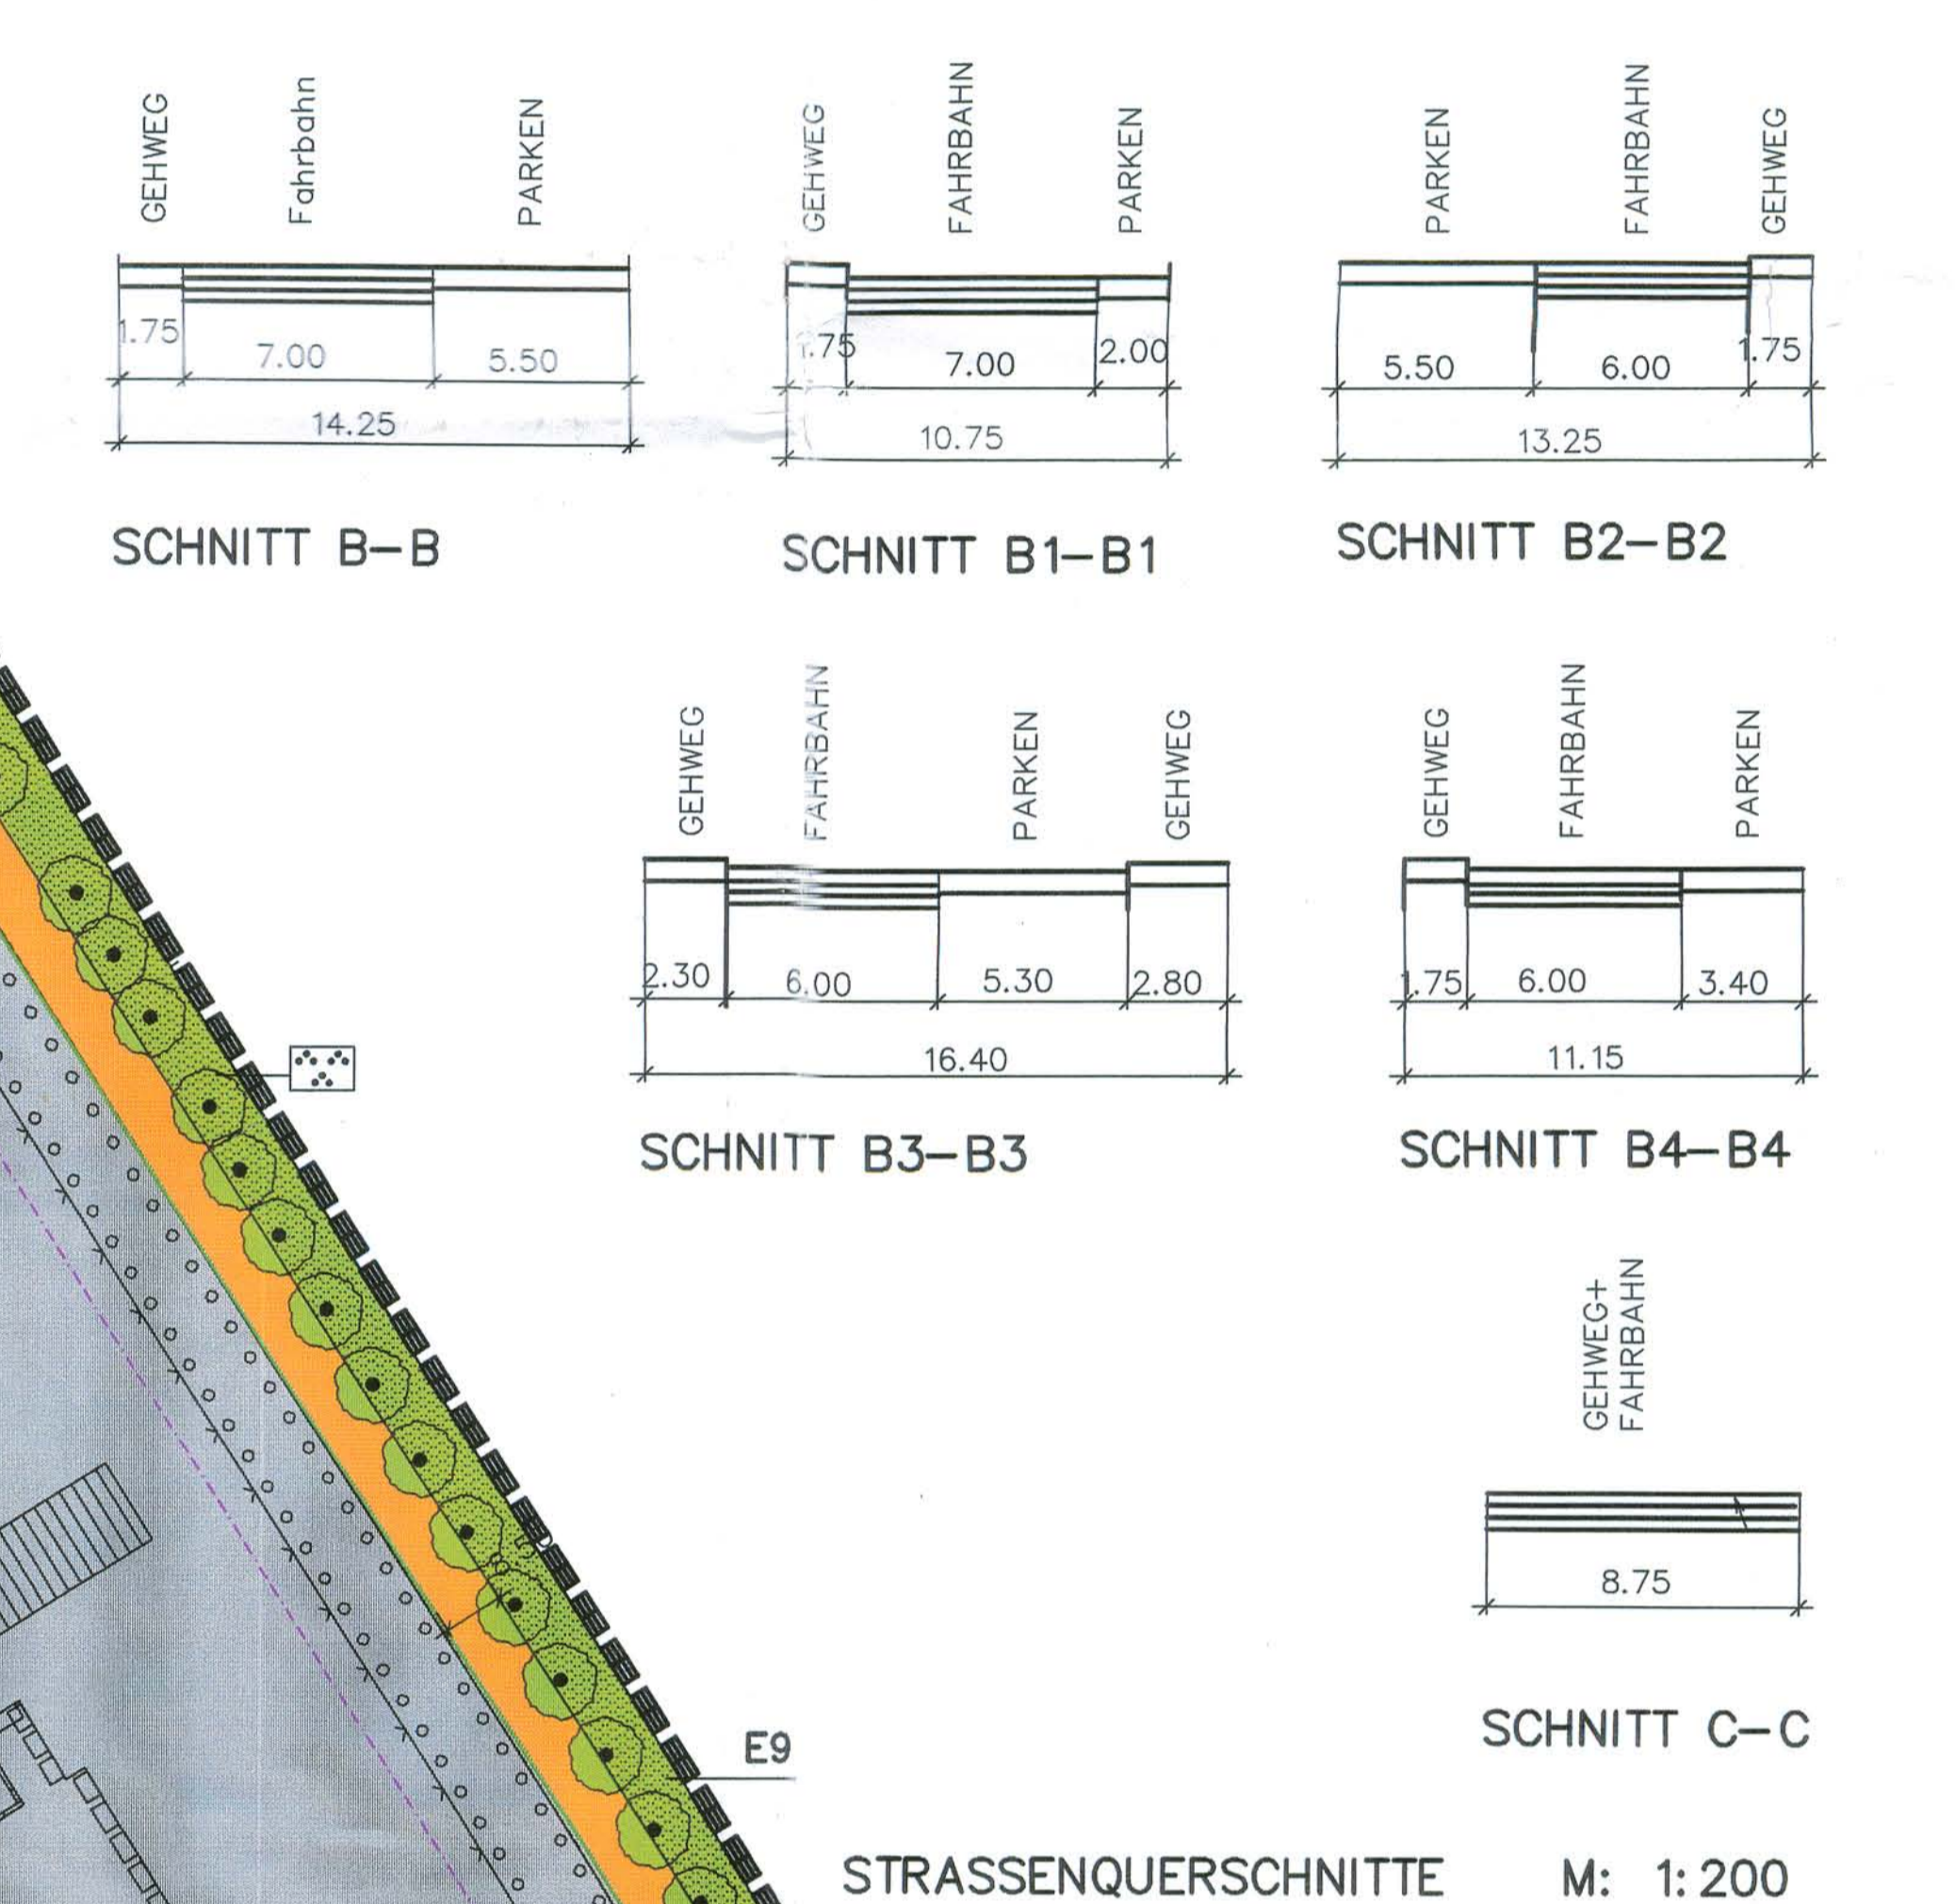 GEHWEG
Fahrbahn
PARKEN
1.75
7.00
5.50
14.25
SCHNITT B–B
GEHWEG
FAHRBAHN
PARKEN
1.75
7.00
2.00
10.75
SCHNITT B1–B1
PARKEN
FAHRBAHN
GEHWEG
5.50
6.00
1.75
13.25
SCHNITT B2–B2
GEHWEG
FAHRBAHN
PARKEN
GEHWEG
2.30
6.00
5.30
2.80
16.40
SCHNITT B3–B3
GEHWEG
FAHRBAHN
PARKEN
1.75
6.00
3.40
11.15
SCHNITT B4–B4
GEHWEG+
FAHRBAHN
8.75
SCHNITT C–C
E9
STRASSENQUERSCHNITTE M: 1:200